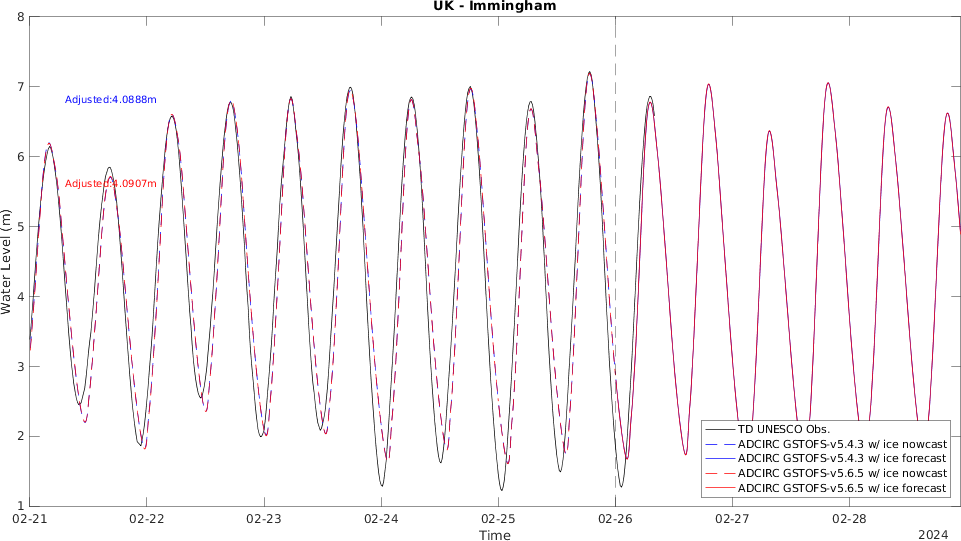 UK - Immingham
8
7
6
5
4
3
2
1
Water Level (m)
Adjusted:4.0888m
Adjusted:4.0907m
TD UNESCO Obs.
ADCIRC GSTOFS-v5.4.3 w/ ice nowcast
ADCIRC GSTOFS-v5.4.3 w/ ice forecast
ADCIRC GSTOFS-v5.6.5 w/ ice nowcast
ADCIRC GSTOFS-v5.6.5 w/ ice forecast
02-21 02-22 02-23 02-24 02-25 02-26 02-27 02-28
Time
2024